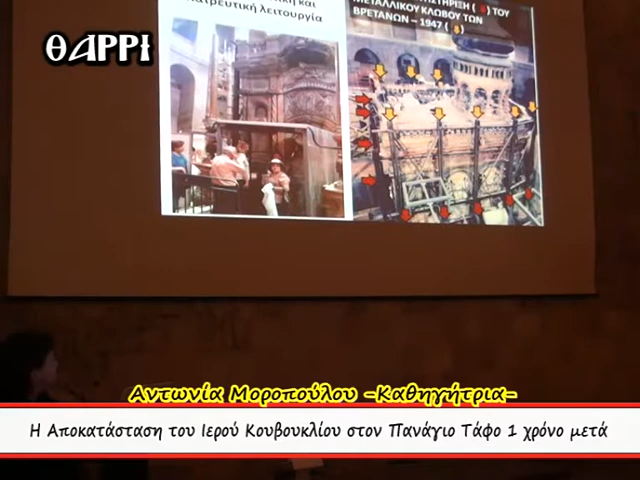 ΘΑΡΡΙ
λατρευτική λειτουργία
) ΤΟΥ
ΜΕΤΑΛΛΙΚΟΥ ΚΛΩΒΟΥ ΤΩΝ
ΒΡΕΤΑΝΩΝ – 1947 ( )
Αντωνία Μοροπούλου -Καθηγήτρια-
Η Αποκατάσταση του Ιερού Κουβουκλίου στον Πανάγιο Τάφο 1 χρόνο μετά